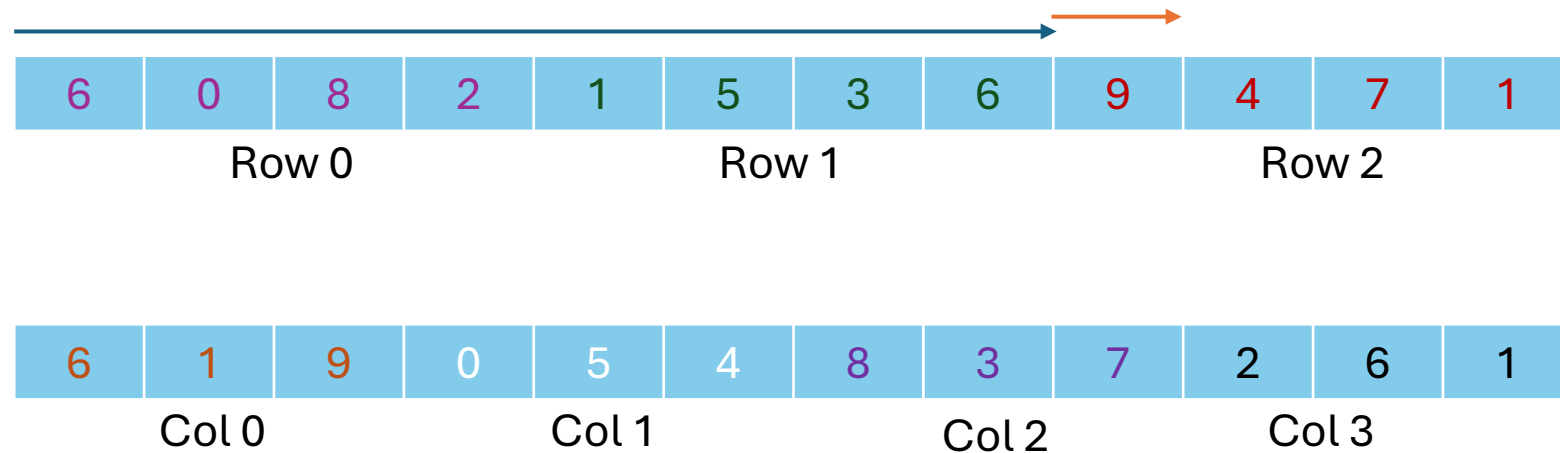 6 0 8 2 1 5 3 6 9 4 7 1
Row 0 Row 1 Row 2
6 1 9 0 5 4 8 3 7 2 6 1
Col 0 Col 1 Col 2 Col 3